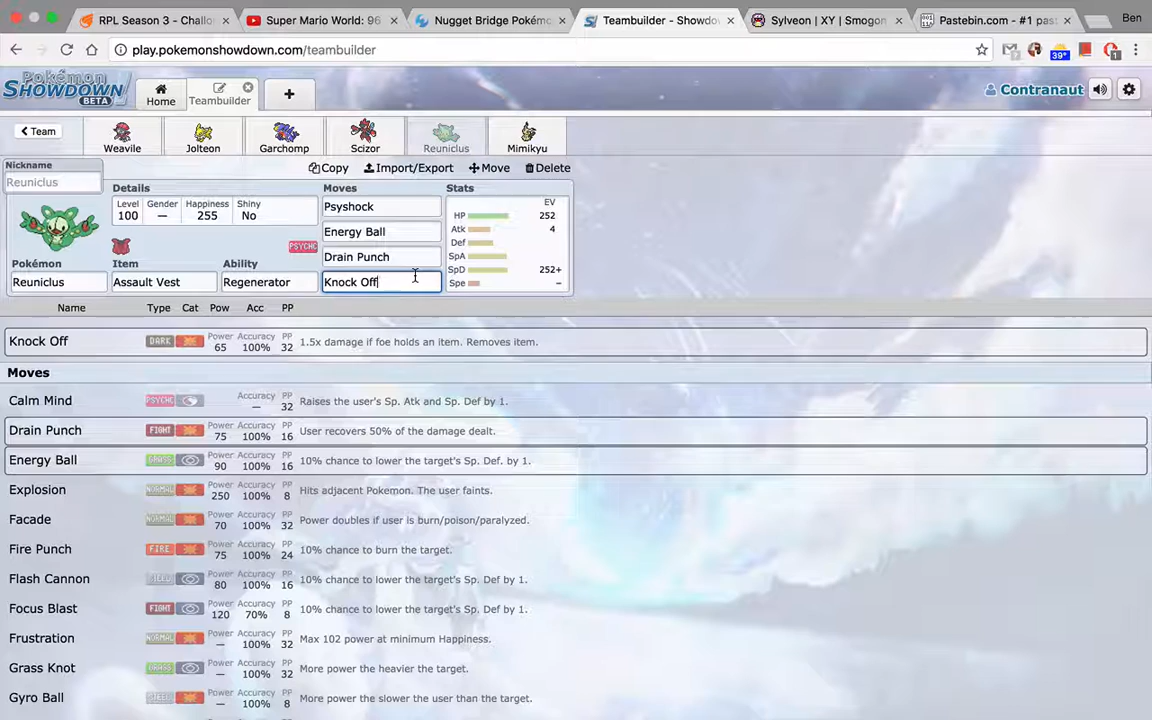 RPL Season 3 - Challo
Super Mario World: 96
Nugget Bridge Pokémo
Teambuilder - Showdo
Sylveon | XY | Smogon
Pastebin.com - #1 pas
Ben
play.pokemonshowdown.com/teambuilder
39°
1
Pokémon
SHOWDOWN
BETA
Home
Teambuilder
Contranaut
Team
Weavile
Jolteon
Garchomp
Scizor
Reuniclus
Mimikyu
Copy
Import/Export
Move
Delete
Nickname
Reuniclus
Details
Level Gender Happiness Shiny
100 — 255 No
PSYCHC
Pokémon
Reuniclus
Item
Assault Vest
Ability
Regenerator
Moves
Psyshock
Energy Ball
Drain Punch
Knock Off
Stats
EV
HP 252
Atk 4
Def
SpA
SpD 252+
Spe –
Name Type Cat Pow Acc PP
Knock Off DARK Power 65 Accuracy 100% PP 32 1.5x damage if foe holds an item. Removes item.
Moves
Calm Mind PSYCHC Accuracy — PP 32 Raises the user's Sp. Atk and Sp. Def by 1.
Drain Punch FIGHT Power 75 Accuracy 100% PP 16 User recovers 50% of the damage dealt.
Energy Ball GRASS Power 90 Accuracy 100% PP 16 10% chance to lower the target's Sp. Def. by 1.
Explosion NORMAL Power 250 Accuracy 100% PP 8 Hits adjacent Pokemon. The user faints.
Facade NORMAL Power 70 Accuracy 100% PP 32 Power doubles if user is burn/poison/paralyzed.
Fire Punch FIRE Power 75 Accuracy 100% PP 24 10% chance to burn the target.
Flash Cannon STEEL Power 80 Accuracy 100% PP 16 10% chance to lower the target's Sp. Def by 1.
Focus Blast FIGHT Power 120 Accuracy 70% PP 8 10% chance to lower the target's Sp. Def by 1.
Frustration NORMAL Power — Accuracy 100% PP 32 Max 102 power at minimum Happiness.
Grass Knot GRASS Power — Accuracy 100% PP 32 More power the heavier the target.
Gyro Ball STEEL Power — Accuracy 100% PP 8 More power the slower the user than the target.